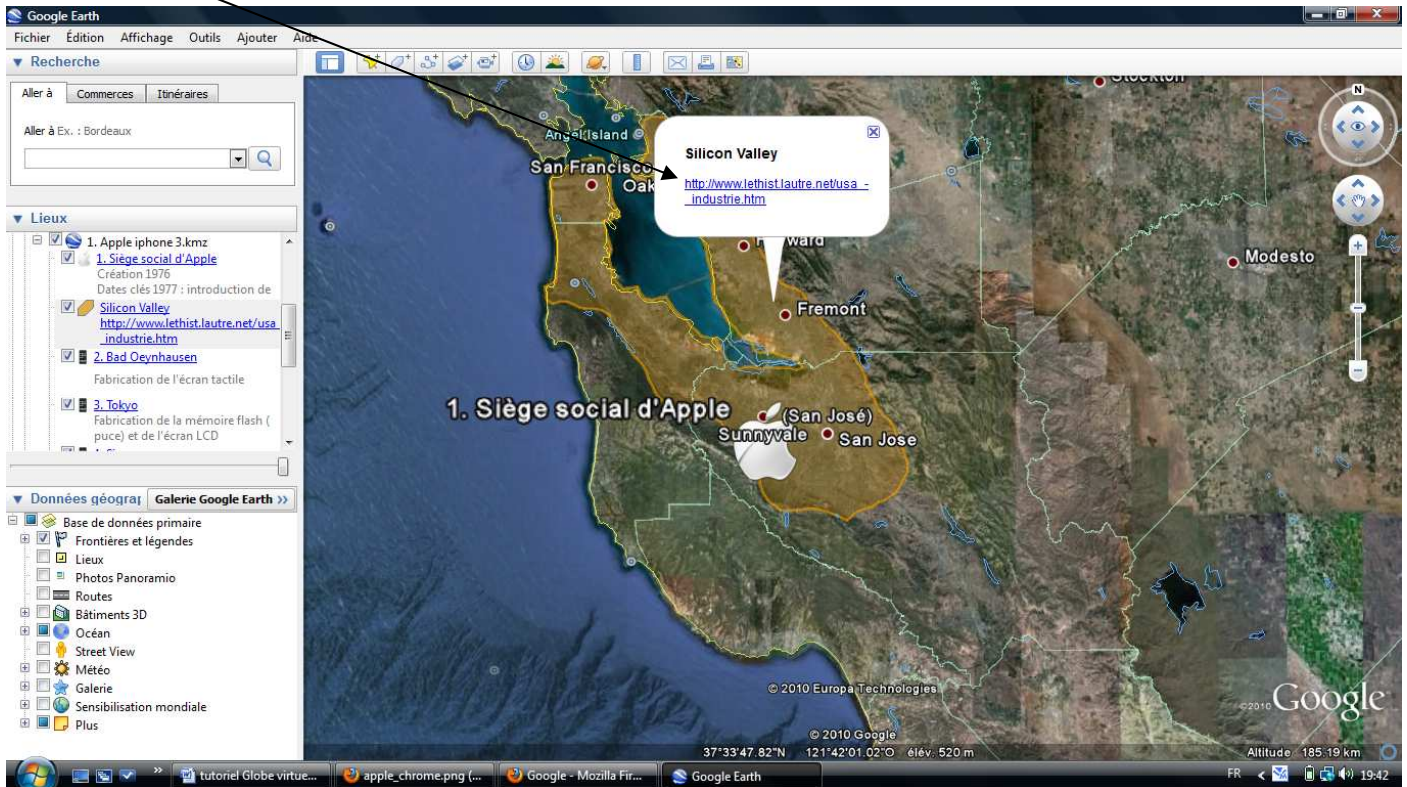 Google Earth
Fichier Édition Affichage Outils Ajouter Aide
Recherche
Aller à Commerces Itinéraires
Aller à Ex. : Bordeaux
Lieux
1. Apple iphone 3.kmz
1. Siège social d'Apple
Création 1976
Dates clés 1977 : introduction de
Silicon Valley
http://www.lethist.lautre.net/usa_
_industrie.htm
2. Bad Oeynhausen
Fabrication de l'écran tactile
3. Tokyo
Fabrication de la mémoire flash (
puce) et de l'écran LCD
Données géograp Galerie Google Earth >>
Base de données primaire
Frontières et légendes
Lieux
Photos Panoramio
Routes
Bâtiments 3D
Océan
Street View
Météo
Galerie
Sensibilisation mondiale
Plus
Stockton
N
Angel Island
San Francisco
Oak
Silicon Valley
http://www.lethist.lautre.net/usa_-
_industrie.htm
Modesto
Fremont
1. Siège social d'Apple
(San José)
Sunnyvale
San Jose
© 2010 Europa Technologies
©2010 Google
© 2010 Google
37°33'47.82"N 121°42'01.02"O élév. 520 m
Altitude 185.19 km
tutoriel Globe virtue...
apple_chrome.png (...
Google - Mozilla Fir...
Google Earth
FR
19:42